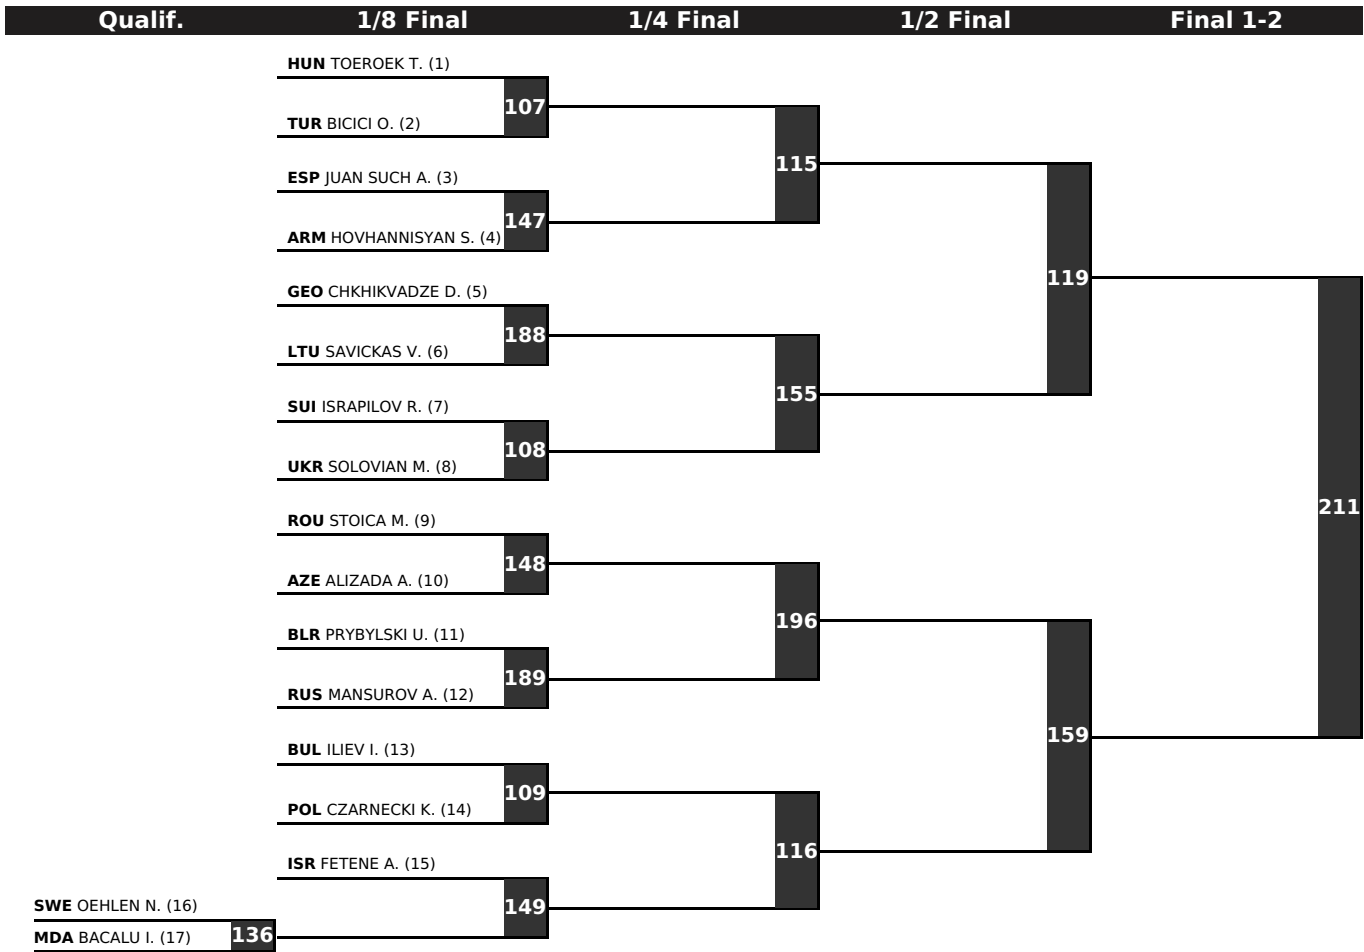 Qualif. 1/8 Final 1/4 Final 1/2 Final Final 1-2
HUN TOEROEK T. (1)
107
TUR BICICI O. (2)
115
ESP JUAN SUCH A. (3)
147
ARM HOVHANNISYAN S. (4)
119
GEO CHKHIKVADZE D. (5)
188
LTU SAVICKAS V. (6)
155
SUI ISRAPILOV R. (7)
108
UKR SOLOVIAN M. (8)
211
ROU STOICA M. (9)
148
AZE ALIZADA A. (10)
196
BLR PRYBYLSKI U. (11)
189
RUS MANSUROV A. (12)
159
BUL ILIEV I. (13)
109
POL CZARNECKI K. (14)
116
ISR FETENE A. (15)
149
SWE OEHLEN N. (16)
136
MDA BACALU I. (17)